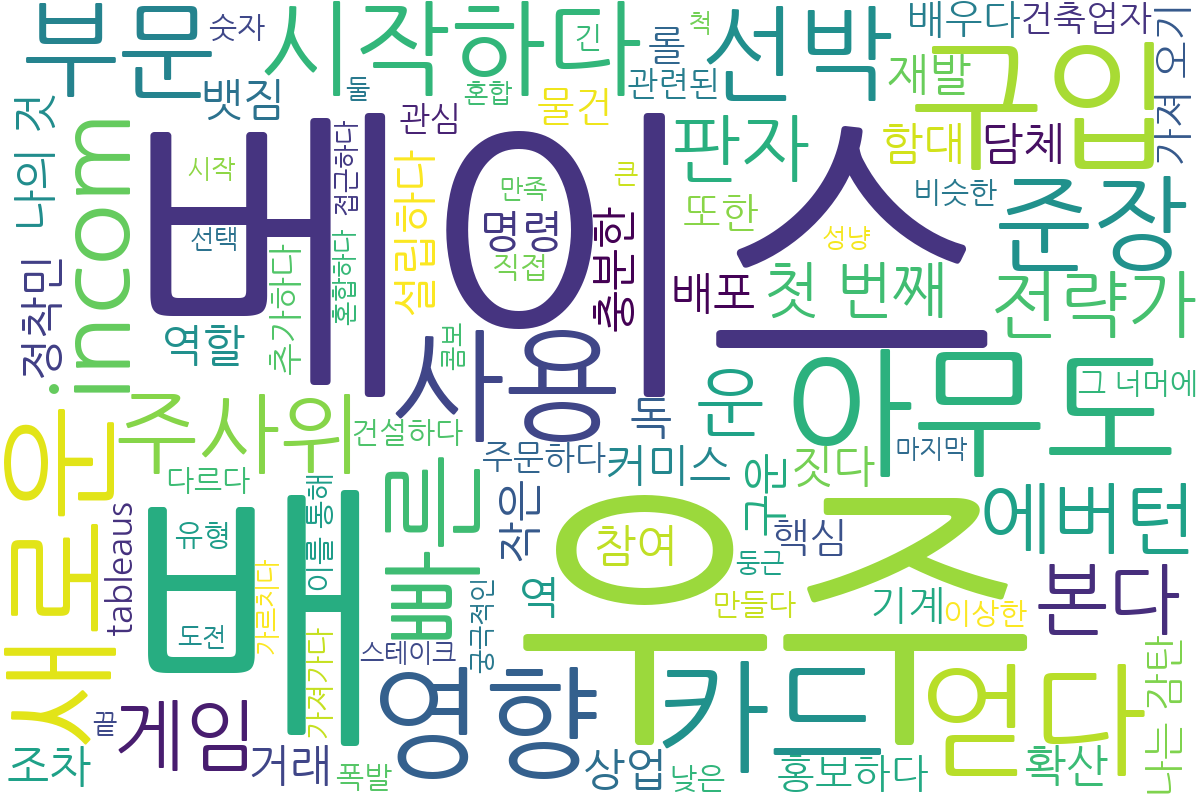 부문
숫자
시작하다
긴
척
롤
선박
배우다
건축업자
가져 오기
구입
나의 것
뱃짐
둘
혼합
물건
관련된
재발
관심
incom
베이스
접근하다
판자
함대
담체
시작
만족
큰
또한
비슷한
준장
선택
명령
직접
충분한
성냥
추가하다
혼합하다
설립하다
배포
첫 번째
전략가
정착민
역할
룸보
사용
아무도
그 너머에
새로운
주사위
건설하다
독
운
주문하다
커미스
짓다
마지막
다르다
tableaus
유형
이를 통해
빠른
작은
구운
핵심
에버턴
배
우주
참여
둥근
가르치다
도전
궁극적인
역
만들다
기계
이상한
본다
가져가다
스테이크
끝
게임
영향
카드
얻다
나는 감탄
조차
거래
폭발
상업
낮은
홍보하다
확산